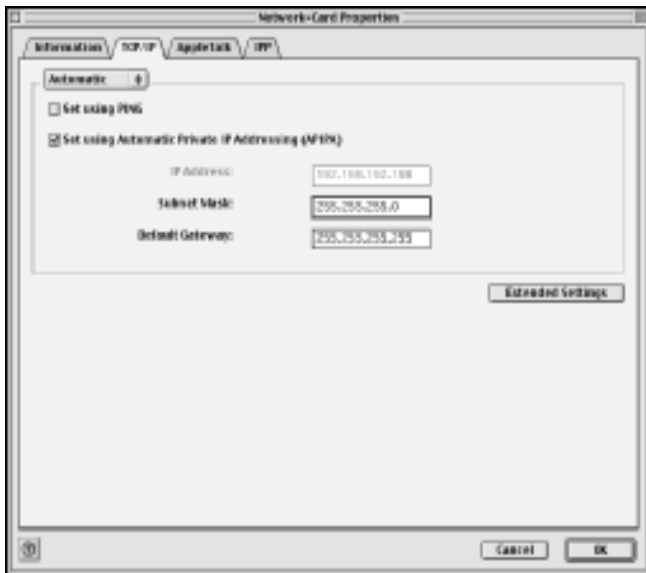 Network-Card Properties
Information TCP/IP AppleTalk IPP
Automatic
Set using PING
Set using Automatic Private IP Addressing (APIPA)
IP Address: 192.168.192.168
Subnet Mask: 255.255.255.0
Default Gateway: 255.255.255.255
Extended Settings
Cancel OK